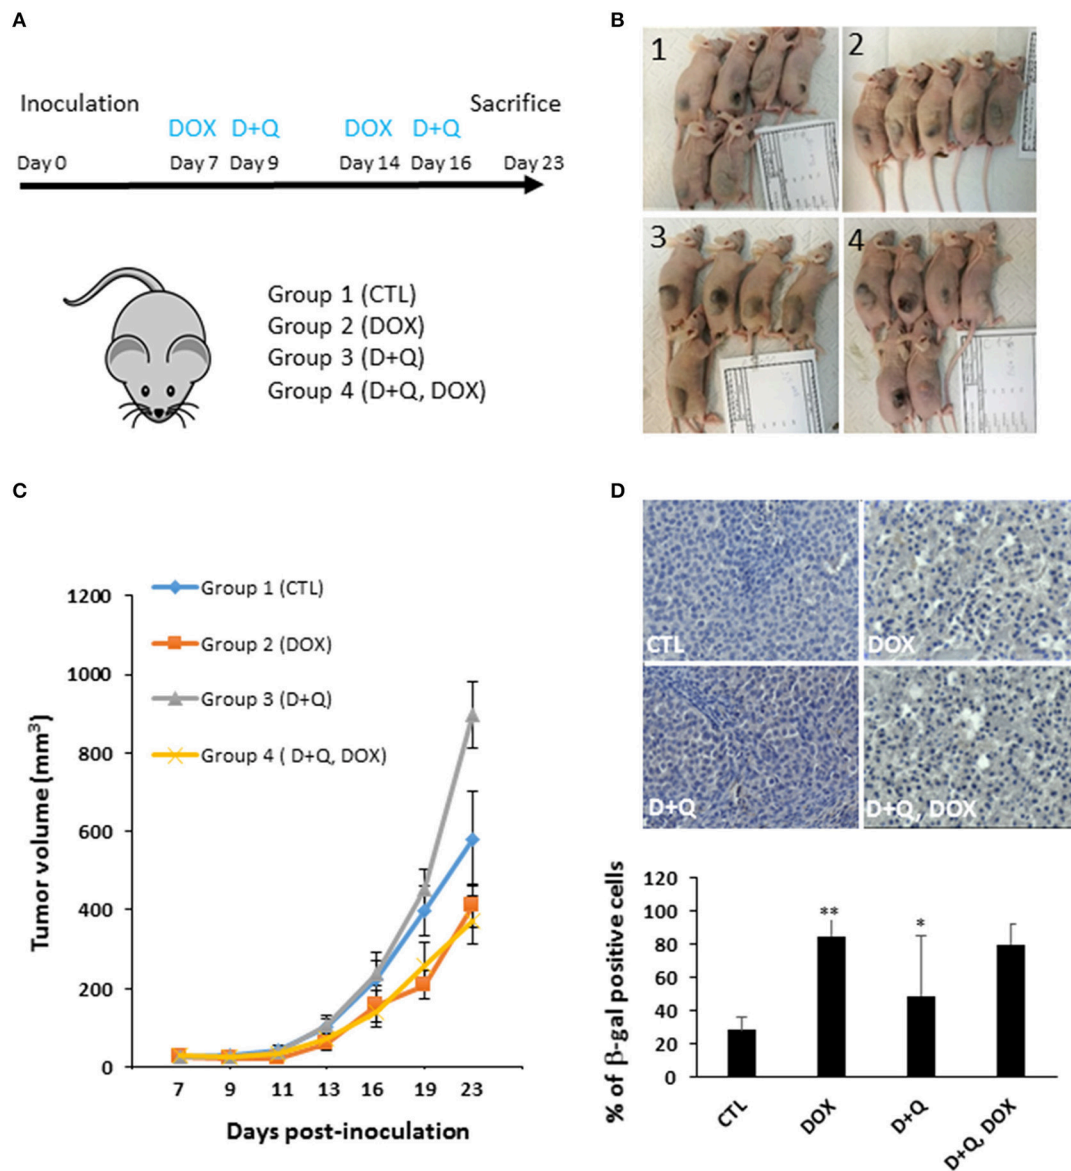 A
Inoculation
Sacrifice
DOX D+Q DOX D+Q
Day 0 Day 7 Day 9 Day 14 Day 16 Day 23
Group 1 (CTL)
Group 2 (DOX)
Group 3 (D+Q)
Group 4 (D+Q, DOX)
B
1
2
3
4
C
Group 1 (CTL)
Group 2 (DOX)
Group 3 (D+Q)
Group 4 ( D+Q, DOX)
Tumor volume (mm³)
1200
1000
800
600
400
200
0
7 9 11 13 16 19 23
Days post-inoculation
D
CTL
DOX
D+Q
D+Q, DOX
% of β-gal positive cells
120
100
80
60
40
20
0
**
*
CTL
DOX
D+Q
D+Q, DOX